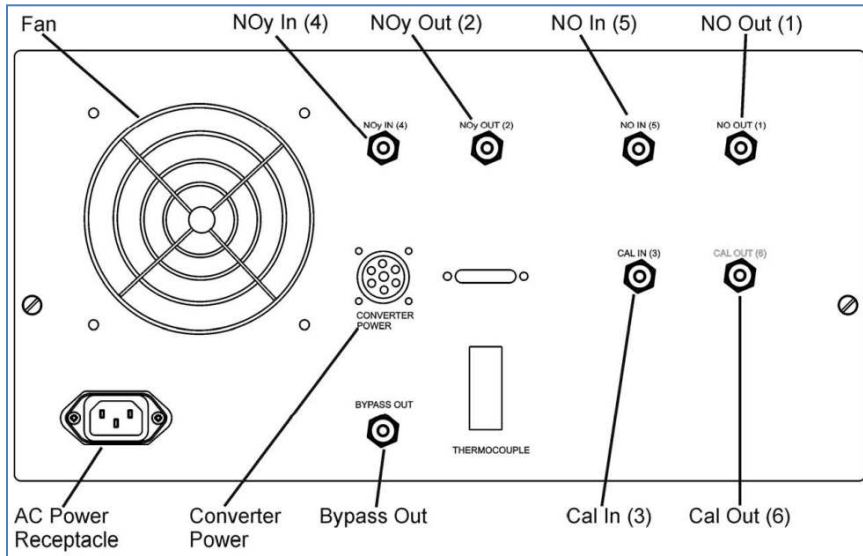 Fan
NOy In (4)
NOy Out (2)
NO In (5)
NO Out (1)
NOy IN (4)
NOy OUT (2)
NO IN (5)
NO OUT (1)
CAL IN (3)
CAL OUT (6)
CONVERTER
POWER
BYPASS OUT
THERMOCOUPLE
AC Power
Receptacle
Converter
Power
Bypass Out
Cal In (3)
Cal Out (6)